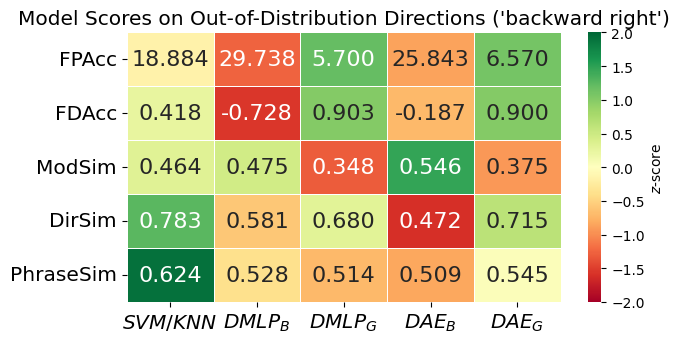 Model Scores on Out-of-Distribution Directions ('backward right')
FPAcc 18.884 29.738 5.700 25.843 6.570
FDAcc 0.418 -0.728 0.903 -0.187 0.900
ModSim 0.464 0.475 0.348 0.546 0.375
DirSim 0.783 0.581 0.680 0.472 0.715
PhraseSim 0.624 0.528 0.514 0.509 0.545
SVM/KNN DMLP_B DMLP_G DAE_B DAE_G
2.0
1.5
1.0
0.5
0.0
−0.5
−1.0
−1.5
−2.0
z-score